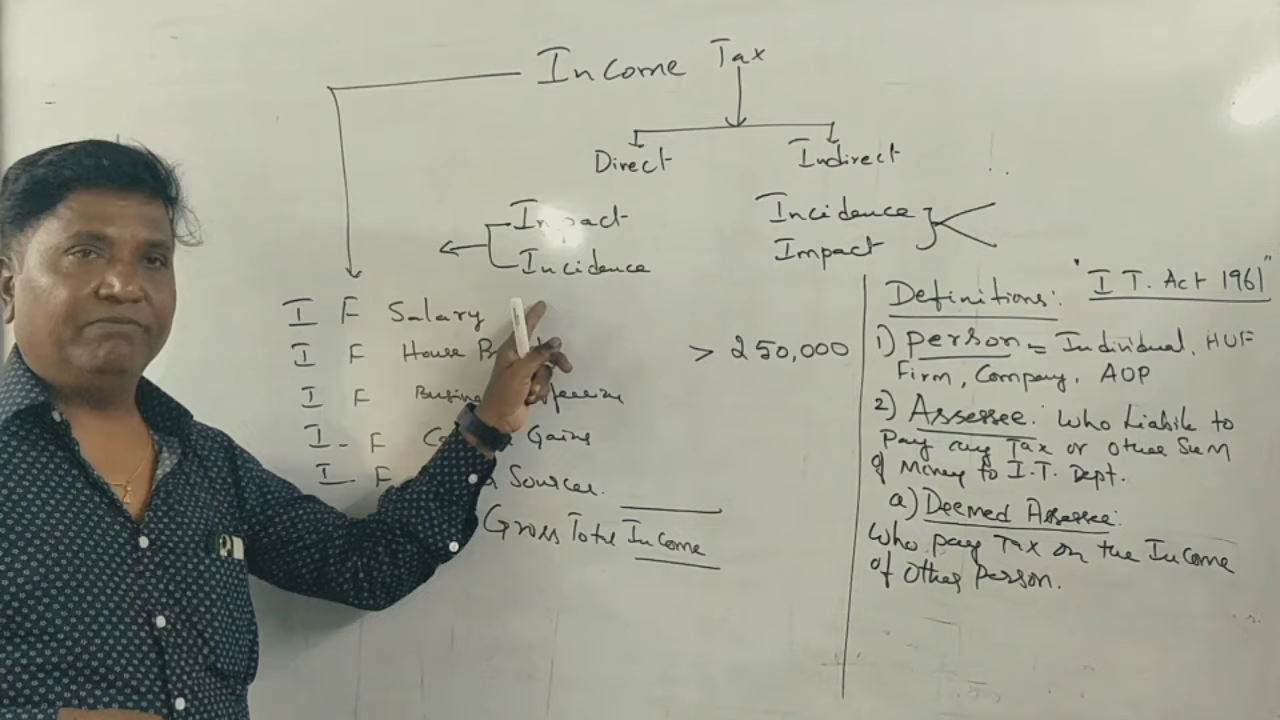 Income Tax
Direct Indirect
Impact
Incidence
Incidence
Impact
I F Salary
I F House
I F
I - F Gains
I - F Sources.
Gross Total Income
> 250,000
Definitions: "I T. Act 1961"
1) Person = Individual, HUF
Firm, Company, AOP
2) Assessee: Who Liable to
Pay any Tax or Other Sum
of Money to I.T. Dept.
a) Deemed Assessee:
Who pay Tax on the Income
of Other Person.